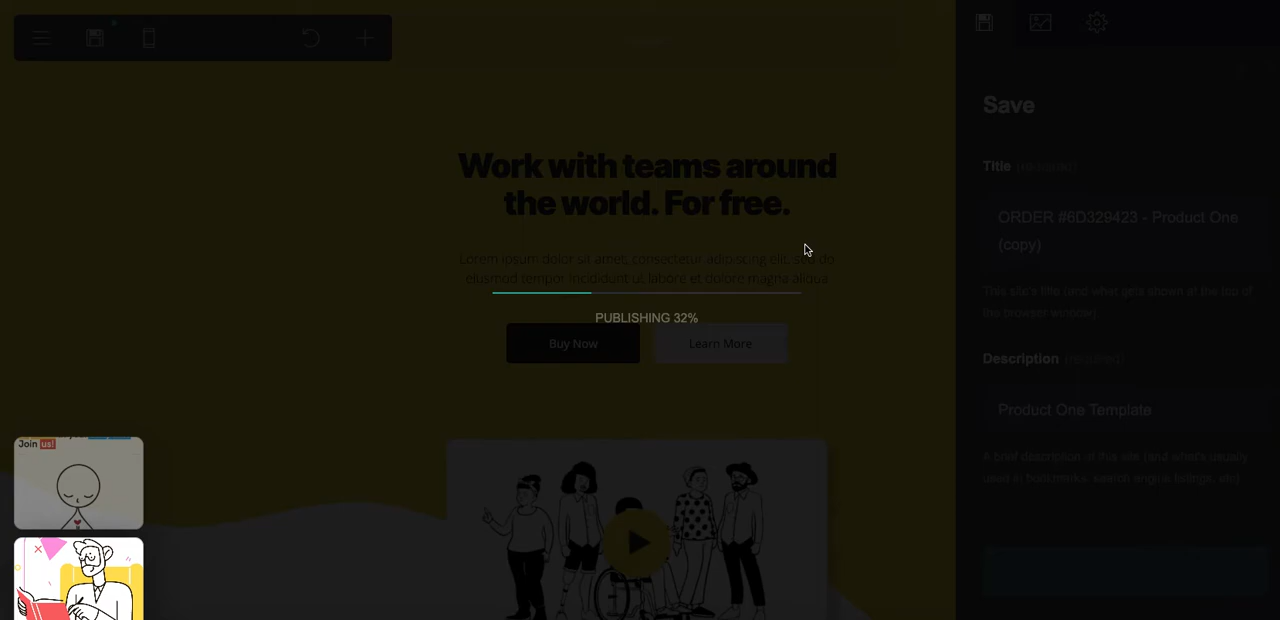 Save
Work with teams around
the world. For free.
Title (required)
ORDER #6D329423 - Product One
(copy)
Lorem ipsum dolor sit amet, consectetur adipiscing elit, sed do
eiusmod tempor incididunt ut labore et dolore magna aliqua
This site's title (and what gets shown at the top of
the browser window)
PUBLISHING 32%
Buy Now
Learn More
Description (required)
Product One Template
A brief description of this site (and what's usually
used in bookmarks, search engine listings, etc)
Join us!